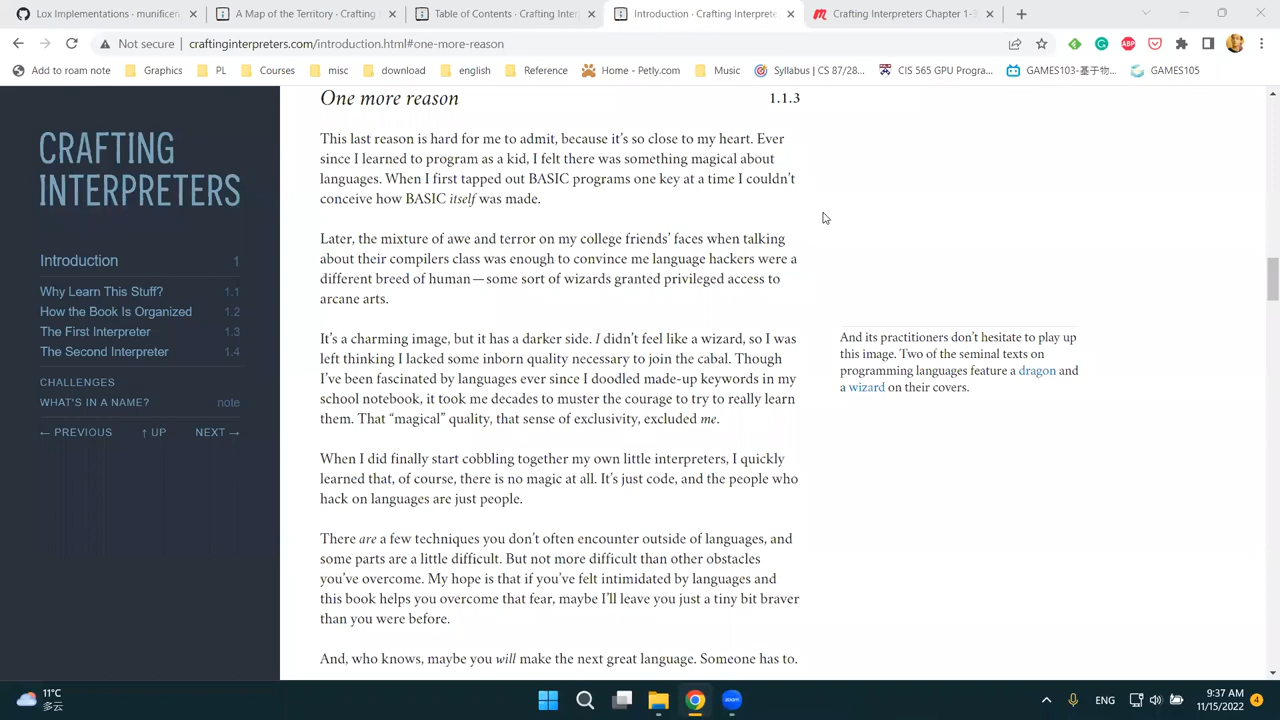 Lox Implementations · munificen
A Map of the Territory · Crafting
Table of Contents · Crafting Inter
Introduction · Crafting Interprete
Crafting Interpreters Chapter 1-3
Not secure | craftinginterpreters.com/introduction.html#one-more-reason
Add to roam note
Graphics
PL
Courses
misc
download
english
Reference
Home - Petly.com
Music
Syllabus | CS 87/28...
CIS 565 GPU Progra...
GAMES103-基于物...
GAMES105
CRAFTING
INTERPRETERS
Introduction 1
Why Learn This Stuff? 1.1
How the Book Is Organized 1.2
The First Interpreter 1.3
The Second Interpreter 1.4
CHALLENGES
WHAT'S IN A NAME? note
← PREVIOUS ↑ UP NEXT →
One more reason 1.1.3
This last reason is hard for me to admit, because it's so close to my heart. Ever
since I learned to program as a kid, I felt there was something magical about
languages. When I first tapped out BASIC programs one key at a time I couldn't
conceive how BASIC itself was made.
Later, the mixture of awe and terror on my college friends' faces when talking
about their compilers class was enough to convince me language hackers were a
different breed of human—some sort of wizards granted privileged access to
arcane arts.
It's a charming image, but it has a darker side. I didn't feel like a wizard, so I was
left thinking I lacked some inborn quality necessary to join the cabal. Though
I've been fascinated by languages ever since I doodled made-up keywords in my
school notebook, it took me decades to muster the courage to try to really learn
them. That “magical” quality, that sense of exclusivity, excluded me.
When I did finally start cobbling together my own little interpreters, I quickly
learned that, of course, there is no magic at all. It's just code, and the people who
hack on languages are just people.
There are a few techniques you don't often encounter outside of languages, and
some parts are a little difficult. But not more difficult than other obstacles
you've overcome. My hope is that if you've felt intimidated by languages and
this book helps you overcome that fear, maybe I'll leave you just a tiny bit braver
than you were before.
And, who knows, maybe you will make the next great language. Someone has to.
And its practitioners don't hesitate to play up
this image. Two of the seminal texts on
programming languages feature a dragon and
a wizard on their covers.
11°C
多云
zoom
ENG
9:37 AM
11/15/2022
4